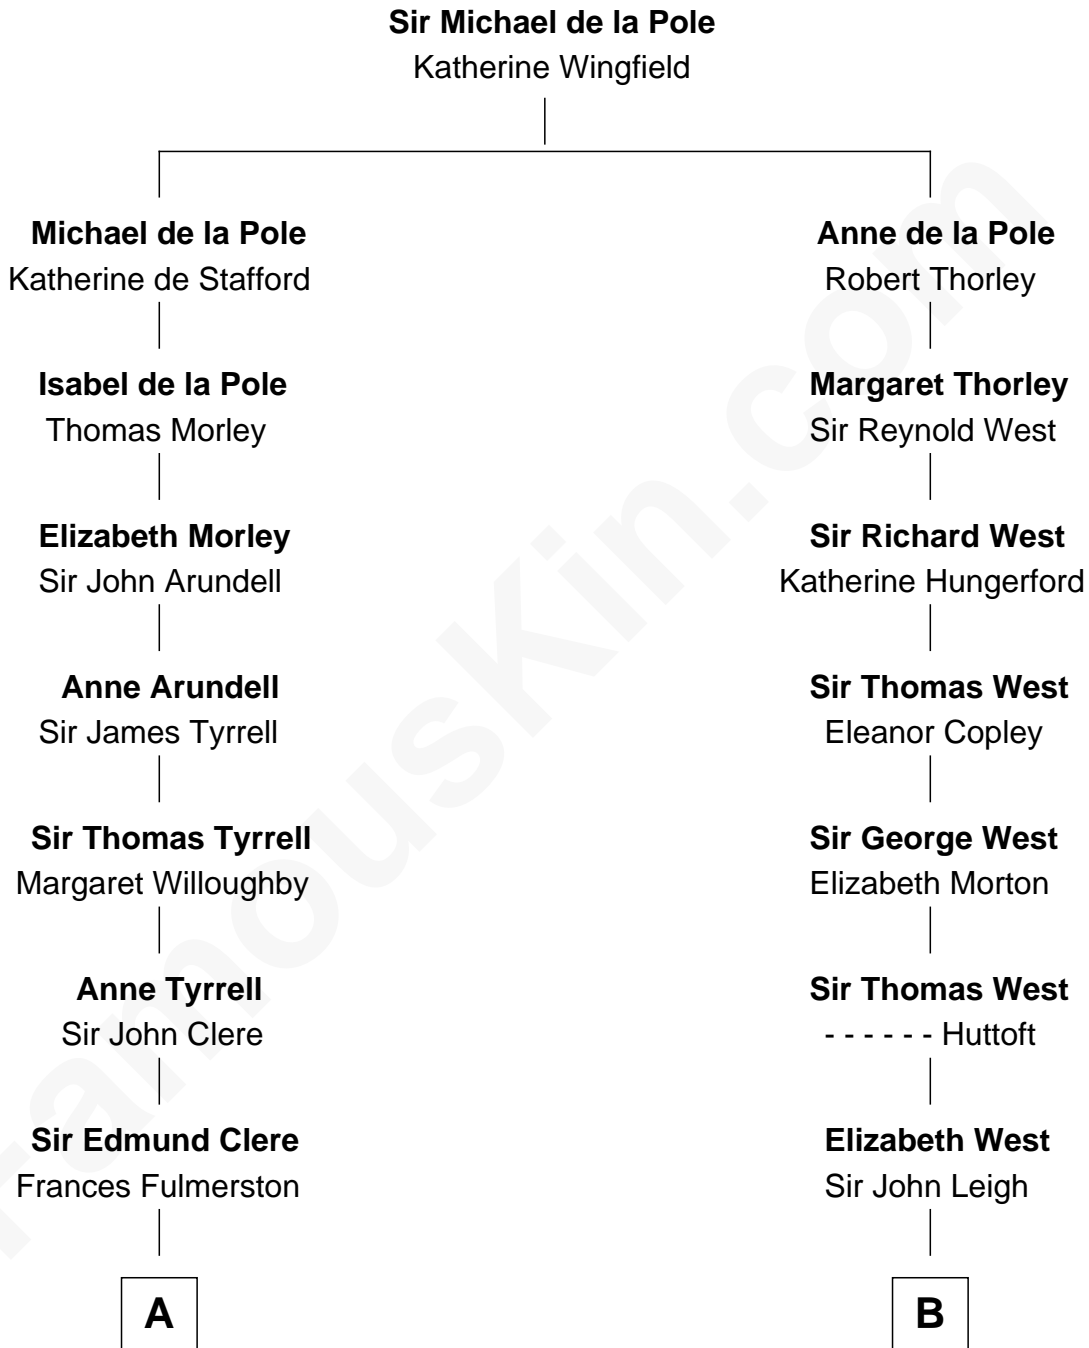 Sir Michael de la Pole
Katherine Wingfield
Michael de la Pole
Katherine de Stafford
Isabel de la Pole
Thomas Morley
Elizabeth Morley
Sir John Arundell
Anne Arundell
Sir James Tyrrell
Sir Thomas Tyrrell
Margaret Willoughby
Anne Tyrrell
Sir John Clere
Sir Edmund Clere
Frances Fulmerston
A
Anne de la Pole
Robert Thorley
Margaret Thorley
Sir Reynold West
Sir Richard West
Katherine Hungerford
Sir Thomas West
Eleanor Copley
Sir George West
Elizabeth Morton
Sir Thomas West
- - - - - - Huttoft
Elizabeth West
Sir John Leigh
B
FamousKin.com